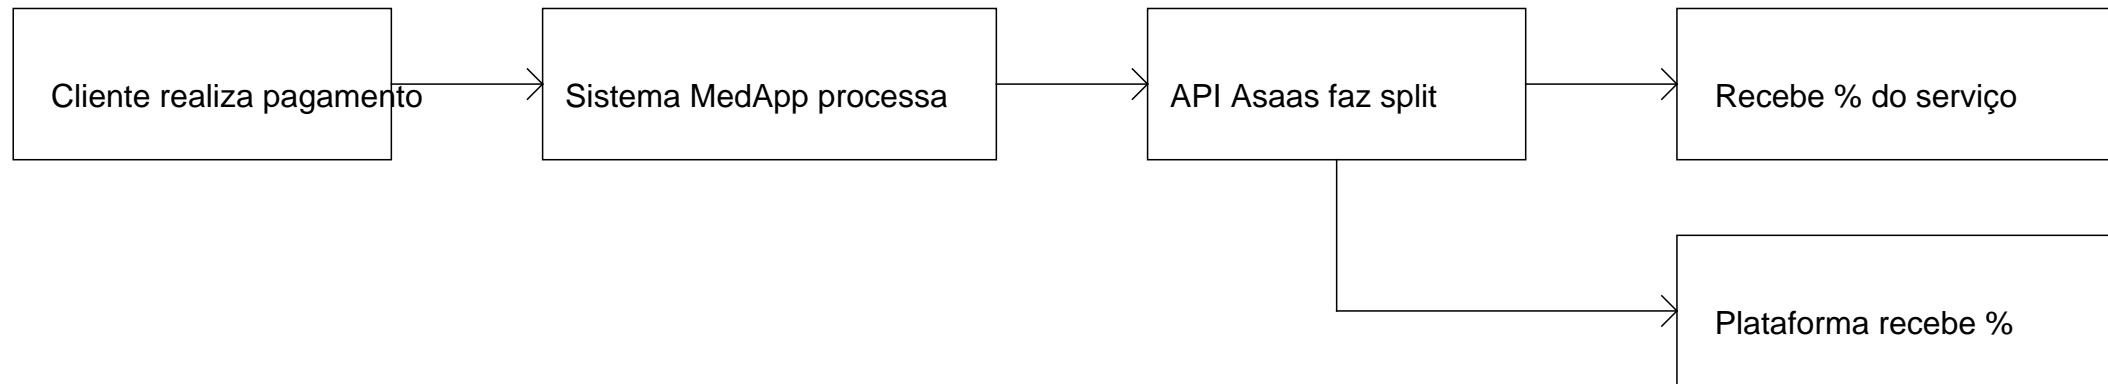 Cliente realiza pagamento
Sistema MedApp processa
API Asaas faz split
Recebe % do serviço
Plataforma recebe %